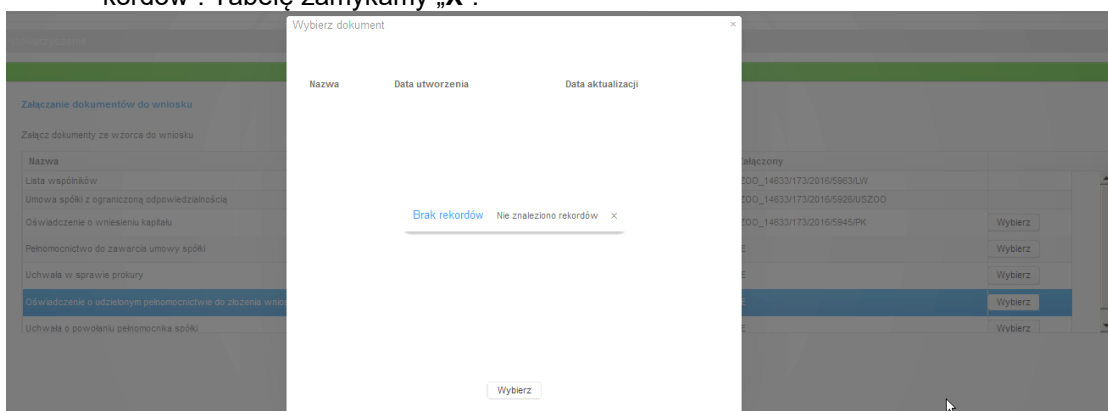 kordów". Tabelę zamykamy „X".
Wybierz dokument ×
Nazwa Data utworzenia Data aktualizacji
Załączanie dokumentów do wniosku
Załącz dokumenty ze wzorca do wniosku
Nazwa ałączony
Lista wspólników ZOO_14633/173/2016/5963/LW
Umowa spółki z ograniczoną odpowiedzialnością ZOO_14633/173/2016/5928/USZOO
Oświadczenie o wniesieniu kapitału ZOO_14633/173/2016/5945/PK Wybierz
Brak rekordów Nie znaleziono rekordów ×
Pełnomocnictwo do zawarcia umowy spółki E Wybierz
Uchwała w sprawie prokury E Wybierz
Oświadczenie o udzielonym pełnomocnictwie do złożenia wnio E Wybierz
Uchwała o powołaniu pełnomocnika spółki E Wybierz
Wybierz